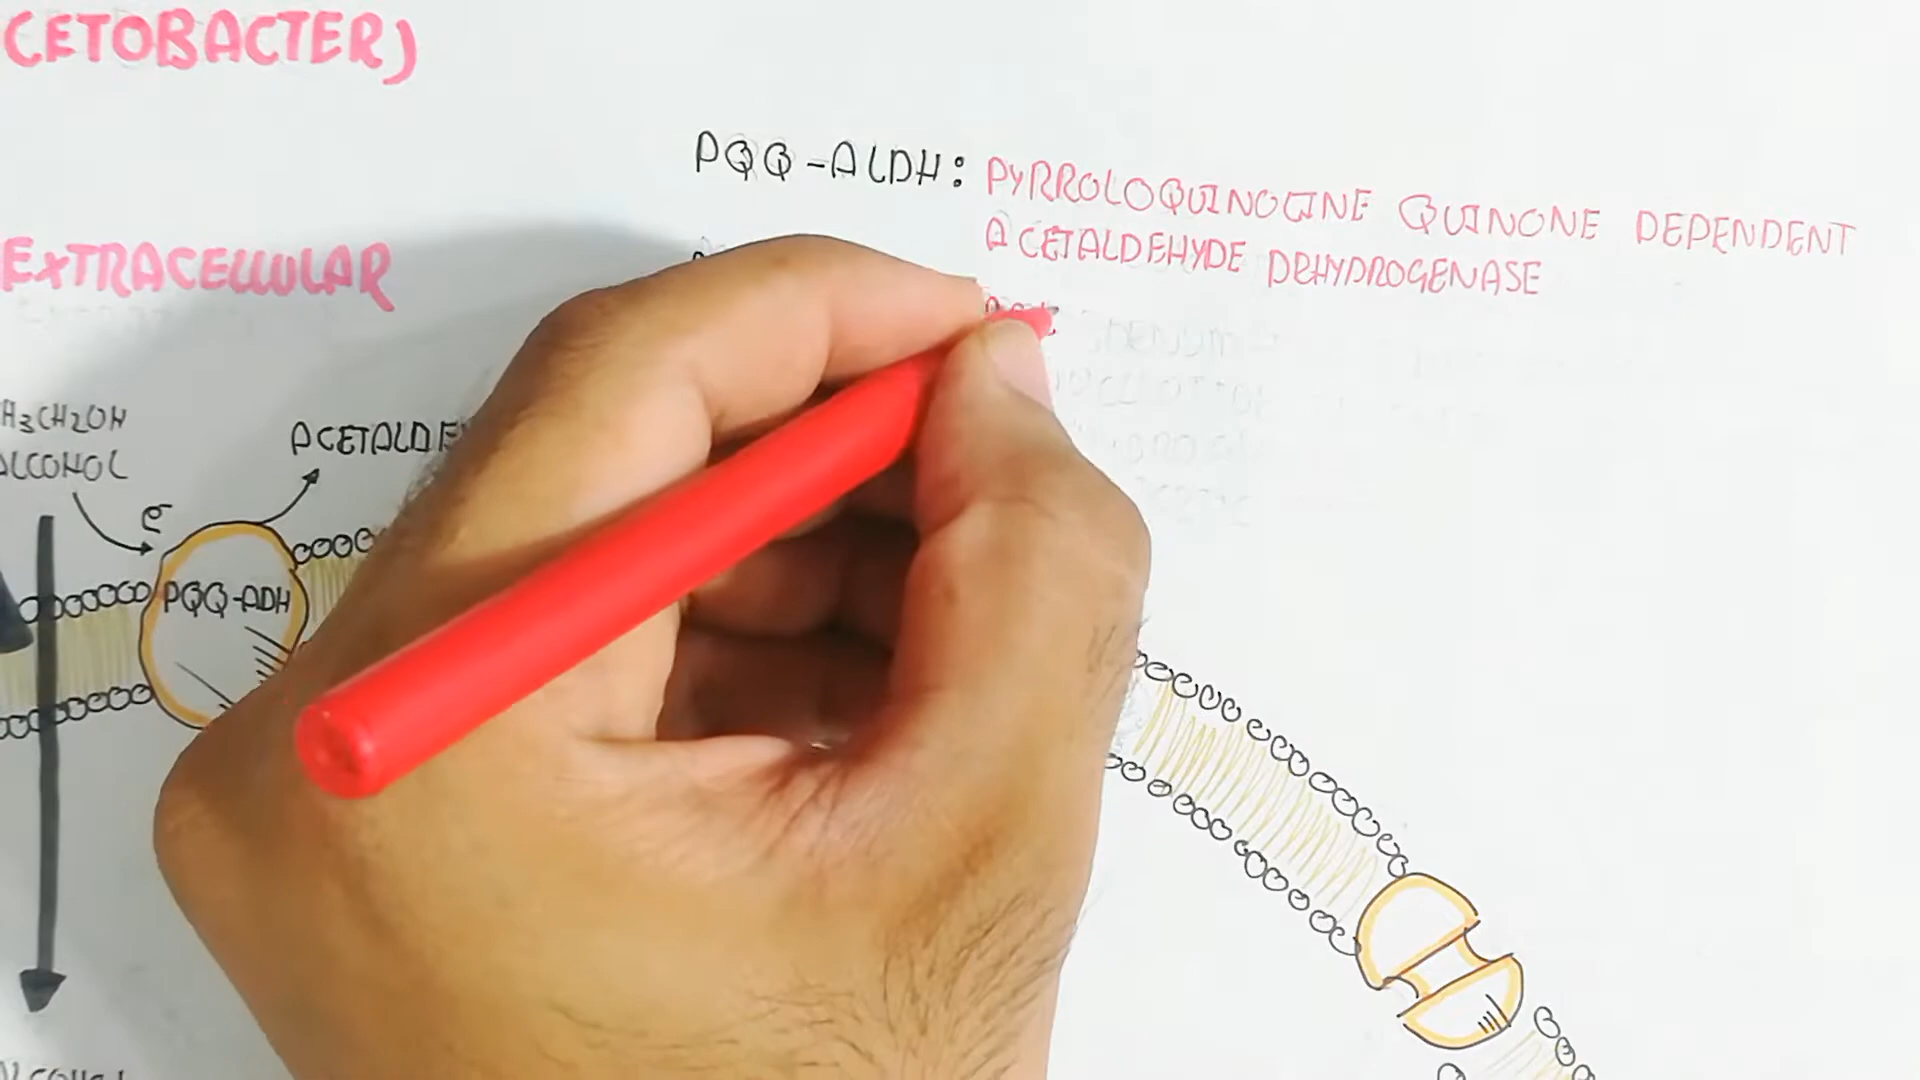 CETOBACTER)
PQQ-ALDH: PYRROLOQUINOLINE QUINONE DEPENDENT
ACETALDEHYDE DEHYDROGENASE
EXTRACELLULAR
H3CH2OH
ALCOHOL
ACETALDE
e-
PQQ-ADH